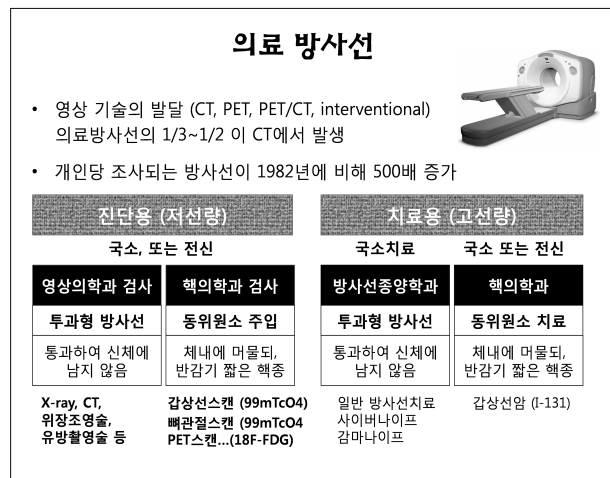 의료 방사선
• 영상 기술의 발달 (CT, PET, PET/CT, interventional)
의료방사선의 1/3~1/2 이 CT에서 발생
• 개인당 조사되는 방사선이 1982년에 비해 500배 증가
진단용 (저선량)
치료용 (고선량)
국소, 또는 전신
국소치료
국소 또는 전신
영상의학과 검사
핵의학과 검사
방사선종양학과
핵의학과
투과형 방사선
동위원소 주입
투과형 방사선
동위원소 치료
통과하여 신체에
남지 않음
체내에 머물되,
반감기 짧은 핵종
통과하여 신체에
남지 않음
체내에 머물되,
반감기 짧은 핵종
X-ray, CT,
위장조영술,
유방촬영술 등
갑상선스캔 (99mTcO4)
뼈관절스캔 (99mTcO4
PET스캔...(18F-FDG)
일반 방사선치료
사이버나이프
감마나이프
갑상선암 (I-131)